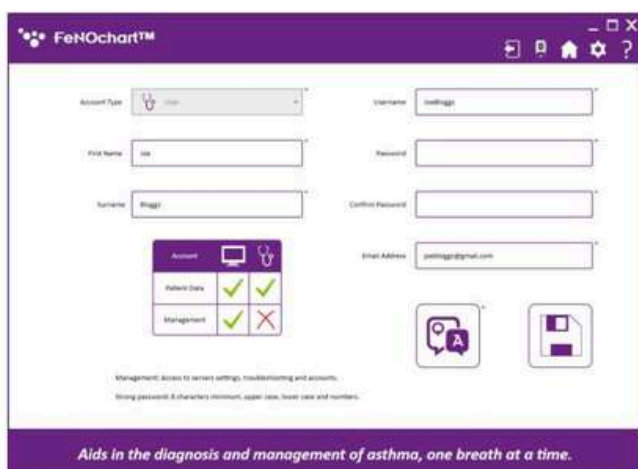 FeNOchart™
Account Type
User
Username
JoeBloggs
First Name
Joe
Password
Surname
Bloggs
Confirm Password
Account
Patient Data
Management
Email Address
joebloggs@gmail.com
Q A
Management: Access to servers settings, troubleshooting and accounts.
Strong password: 8 characters minimum, upper case, lower case and numbers.
Aids in the diagnosis and management of asthma, one breath at a time.